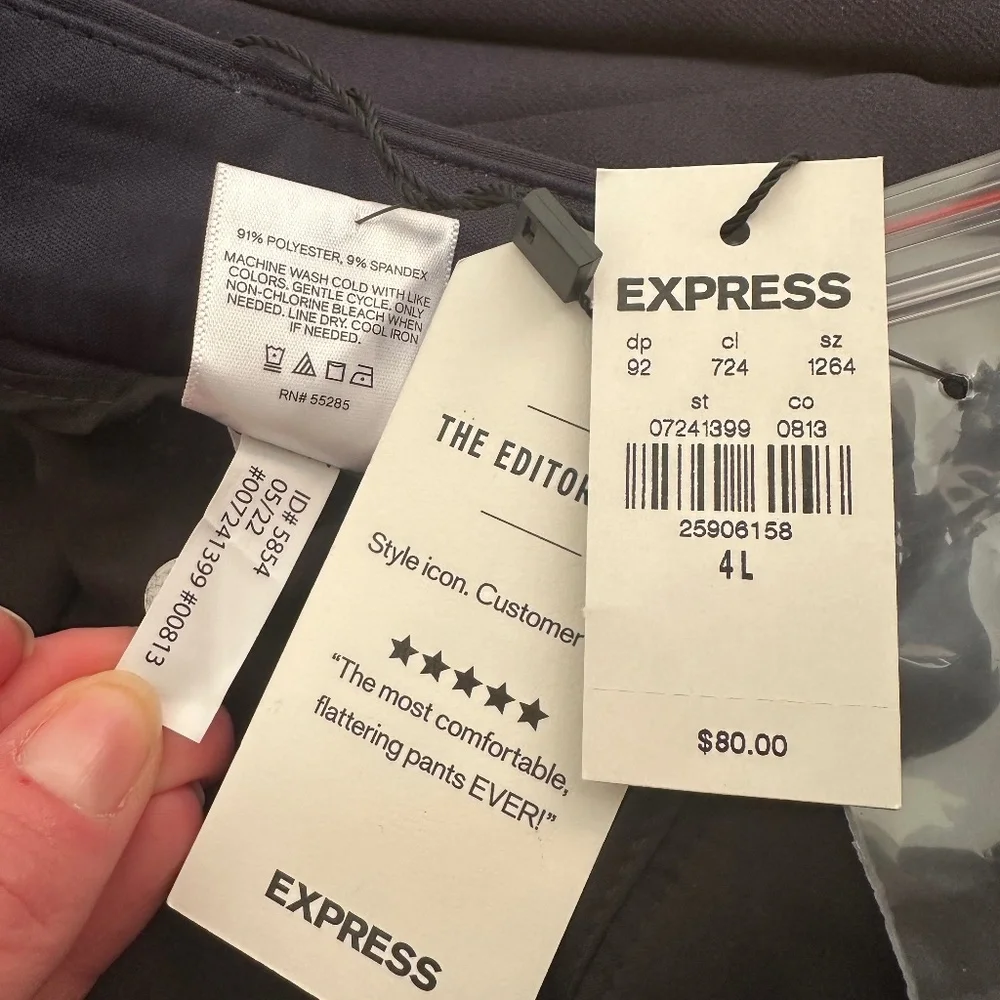 91% POLYESTER, 9% SPANDEX
MACHINE WASH COLD WITH LIKE
COLORS. GENTLE CYCLE. ONLY
NON-CHLORINE BLEACH WHEN
NEEDED. LINE DRY. COOL IRON
IF NEEDED.
RN# 55285
ID# 5854
05/22
#007241399 #00813
THE EDITOR
Style icon. Customer
"The most comfortable,
flattering pants EVER!"
EXPRESS
EXPRESS
dp cl sz
92 724 1264
st co
07241399 0813
25906158
4L
$80.00